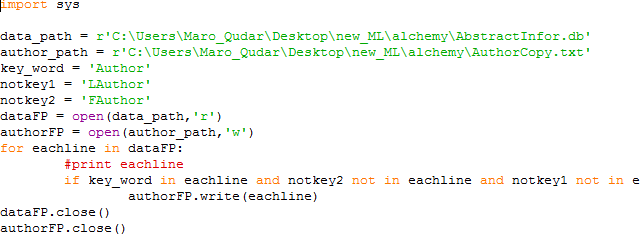 import sys
data_path = r'C:\Users\Maro_Qudar\Desktop\new_ML\alchemy\AbstractInfor.db'
author_path = r'C:\Users\Maro_Qudar\Desktop\new_ML\alchemy\AuthorCopy.txt'
key_word = 'Author'
notkey1 = 'LAuthor'
notkey2 = 'FAuthor'
dataFP = open(data_path,'r')
authorFP = open(author_path,'w')
for eachline in dataFP:
        #print eachline
        if key_word in eachline and notkey2 not in eachline and notkey1 not in e
                authorFP.write(eachline)
dataFP.close()
authorFP.close()